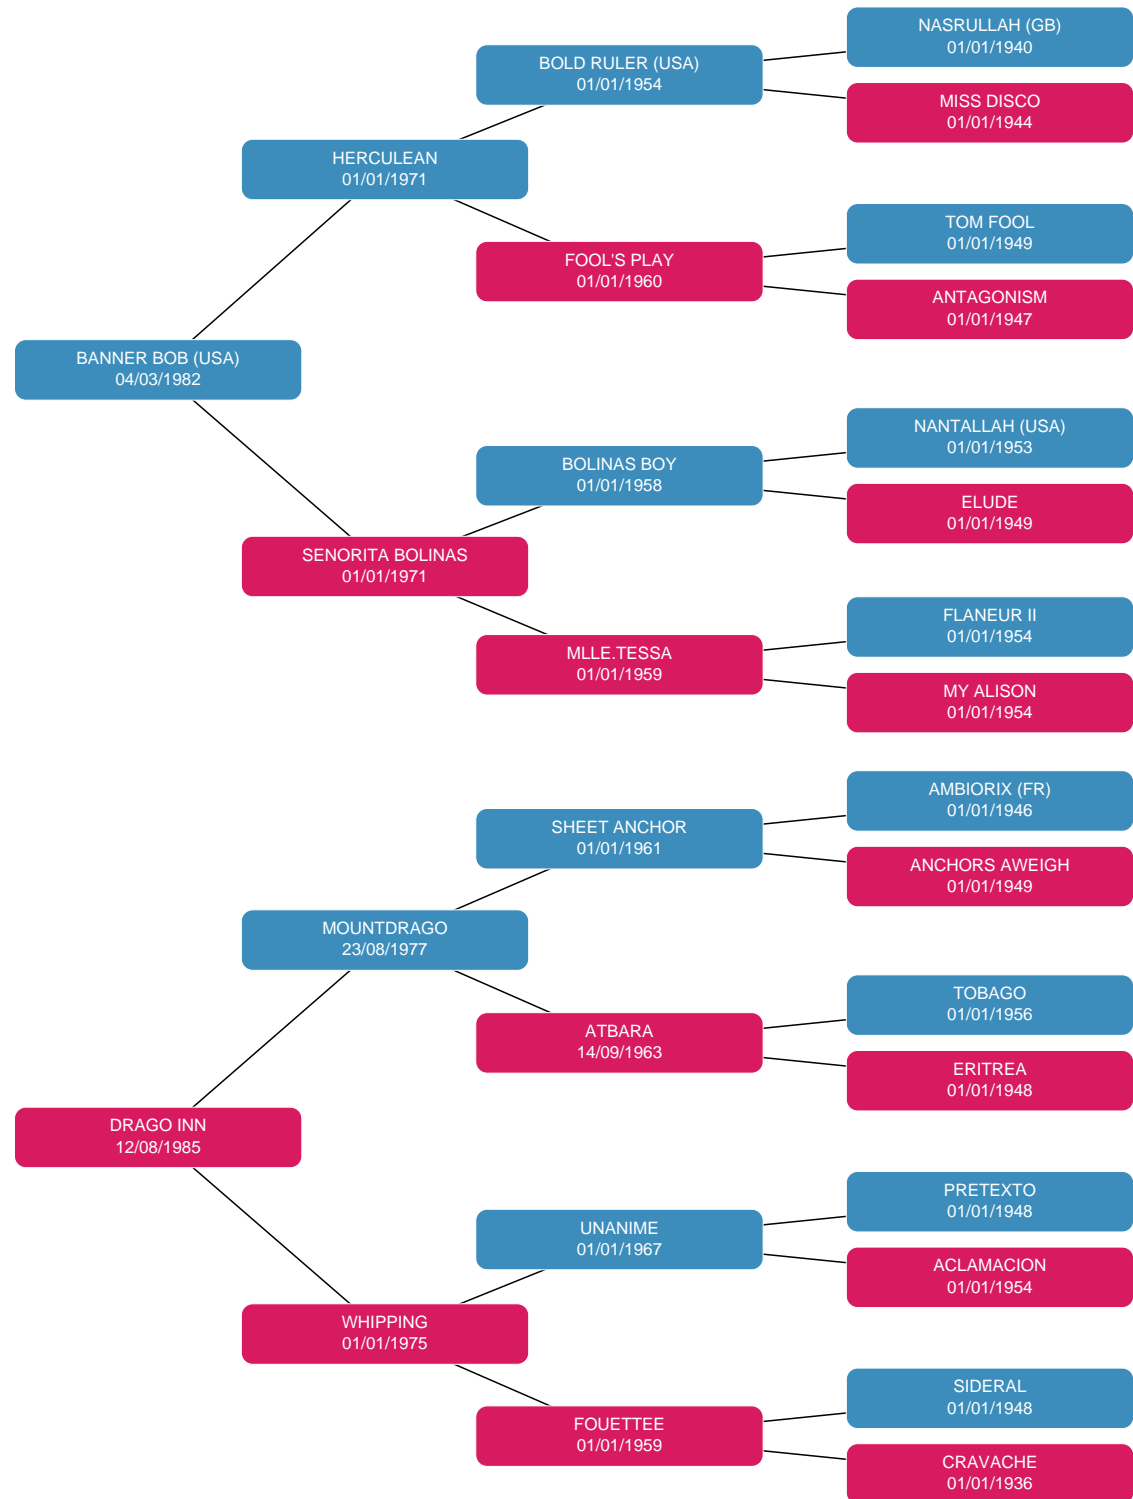 NASRULLAH (GB)
01/01/1940
BOLD RULER (USA)
01/01/1954
MISS DISCO
01/01/1944
HERCULEAN
01/01/1971
TOM FOOL
01/01/1949
FOOL'S PLAY
01/01/1960
ANTAGONISM
01/01/1947
BANNER BOB (USA)
04/03/1982
NANTALLAH (USA)
01/01/1953
BOLINAS BOY
01/01/1958
ELUDE
01/01/1949
SENORITA BOLINAS
01/01/1971
FLANEUR II
01/01/1954
MLLE.TESSA
01/01/1959
MY ALISON
01/01/1954
AMBIORIX (FR)
01/01/1946
SHEET ANCHOR
01/01/1961
ANCHORS AWEIGH
01/01/1949
MOUNTDRAGO
23/08/1977
TOBAGO
01/01/1956
ATBARA
14/09/1963
ERITREA
01/01/1948
DRAGO INN
12/08/1985
PRETEXTO
01/01/1948
UNANIME
01/01/1967
ACLAMACION
01/01/1954
WHIPPING
01/01/1975
SIDERAL
01/01/1948
FOUETTEE
01/01/1959
CRAVACHE
01/01/1936